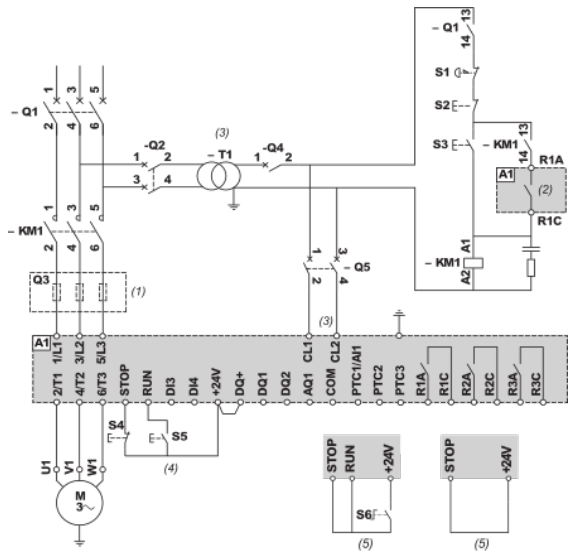 – Q1
13
14
S1
S2
S3
– KM1
13
14
R1A
A1
(2)
R1C
– KM1
A1
A2
1 3 5
– Q1
2 4 6
(3)
-Q2
1 2
3 4
– T1
-Q4
1 2
1 3 5
– KM1
2 4 6
Q3
(1)
1 3
– Q5
2 4
(3)
A1
1/L1 3/L2 5/L3 CL1 CL2
2/T1 4/T2 6/T3 STOP RUN DI3 DI4 +24V DQ+ DQ1 DQ2 AQ1 COM PTC1/AI1 PTC2 PTC3 R1A R1C R2A R2C R3A R3C
S4 S5
(4)
U1 V1 W1
M
3
STOP RUN +24V
S6
(5)
STOP +24V
(5)